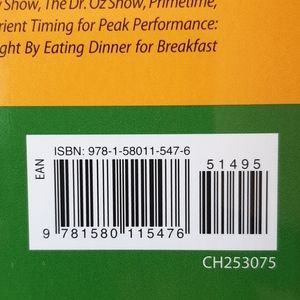 Show, The Dr. Oz Show, Primetime,
rient Timing for Peak Performance:
ght By Eating Dinner for Breakfast
ISBN: 978-1-58011-547-6
51495
EAN
9 781580 115476
CH253075